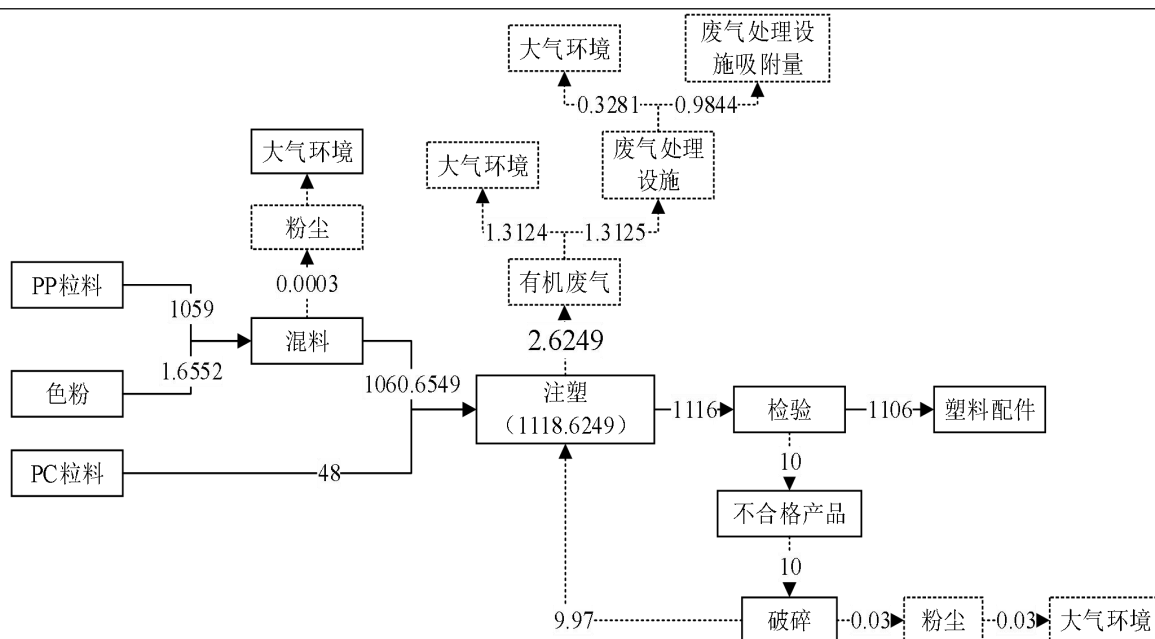 大气环境
废气处理设
施吸附量
0.3281
0.9844
大气环境
大气环境
废气处理
设施
粉尘
1.3124
1.3125
PP粒料
0.0003
有机废气
1059
混料
2.6249
1.6552
色粉
1060.6549
注塑
（1118.6249）
1116
检验
1106
塑料配件
PC粒料
48
10
不合格产品
10
9.97
破碎
0.03
粉尘
0.03
大气环境